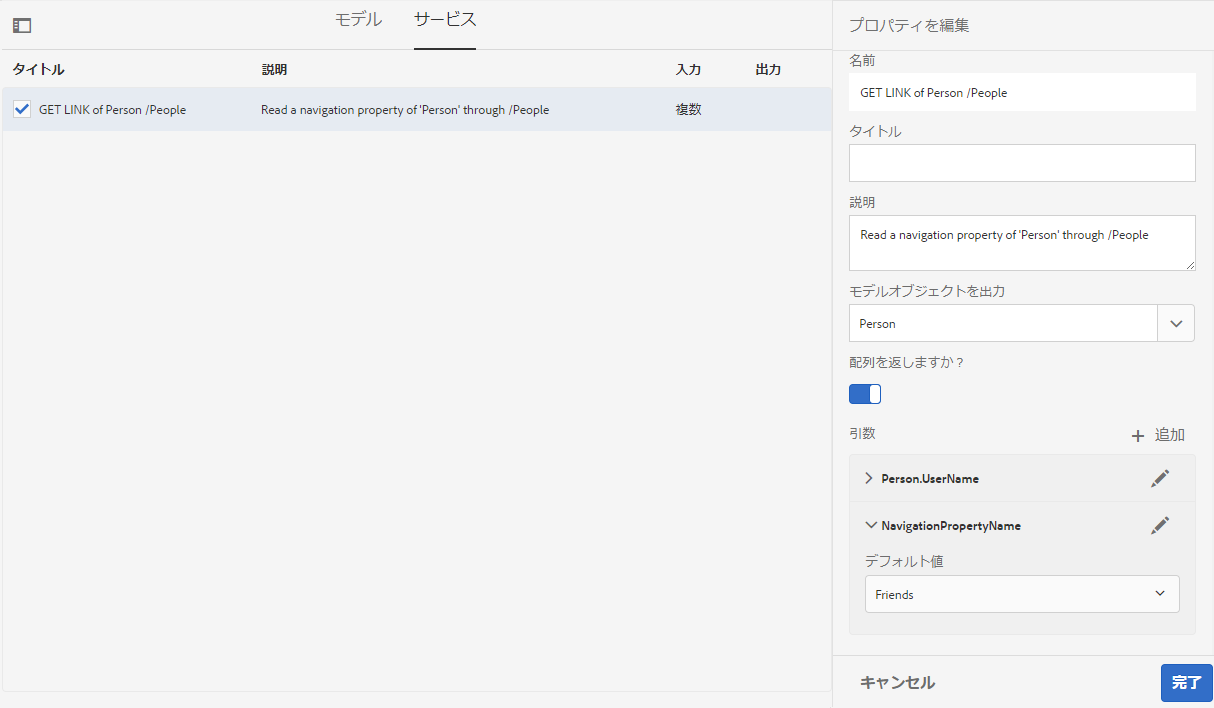 モデル サービス
タイトル 説明 入力 出力
GET LINK of Person /People Read a navigation property of 'Person' through /People 複数
プロパティを編集
名前
GET LINK of Person /People
タイトル
説明
Read a navigation property of 'Person' through /People
モデルオブジェクトを出力
Person
配列を返しますか ?
引数 + 追加
Person.UserName
NavigationPropertyName
デフォルト値
Friends
キャンセル 完了